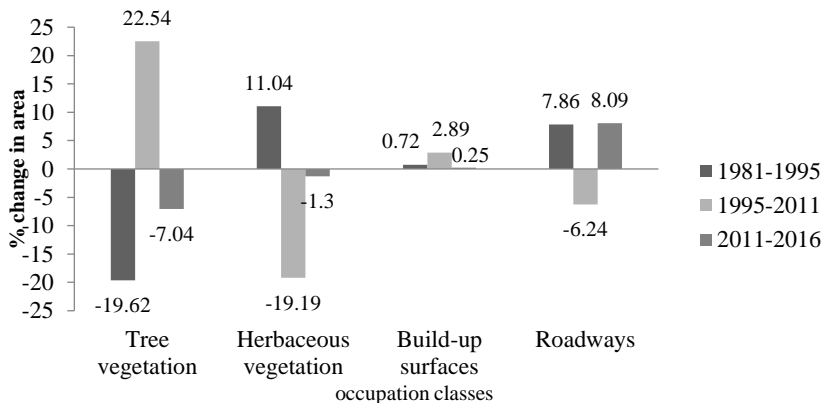 % change in area
25
20
15
10
5
0
-5
-10
-15
-20
-25
22.54
11.04
7.86
8.09
0.72
2.89
0.25
-1.3
-7.04
-6.24
-19.62
-19.19
Tree
vegetation
Herbaceous
vegetation
Build-up
surfaces
Roadways
occupation classes
1981-1995
1995-2011
2011-2016